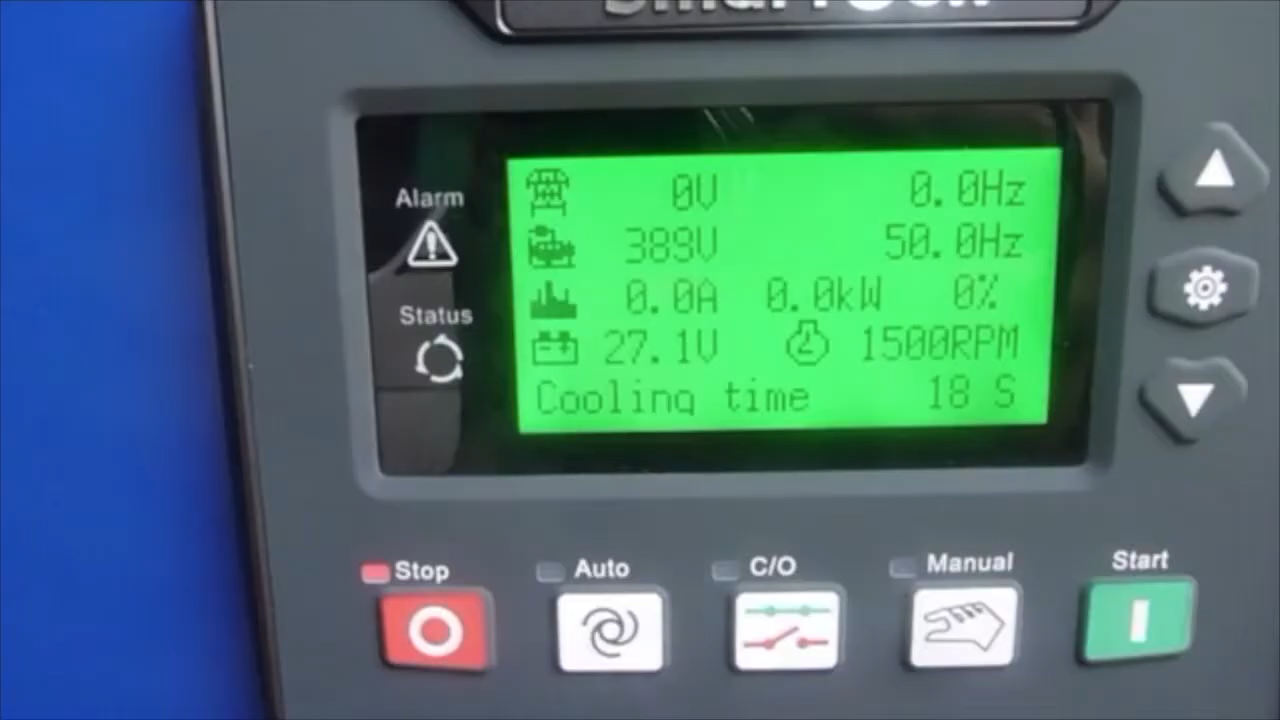 Alarm
Status
0V 0.0Hz
389V 50.0Hz
0.0A 0.0kW 0%
27.1V 1500RPM
Cooling time 18 S
Stop Auto C/O Manual Start